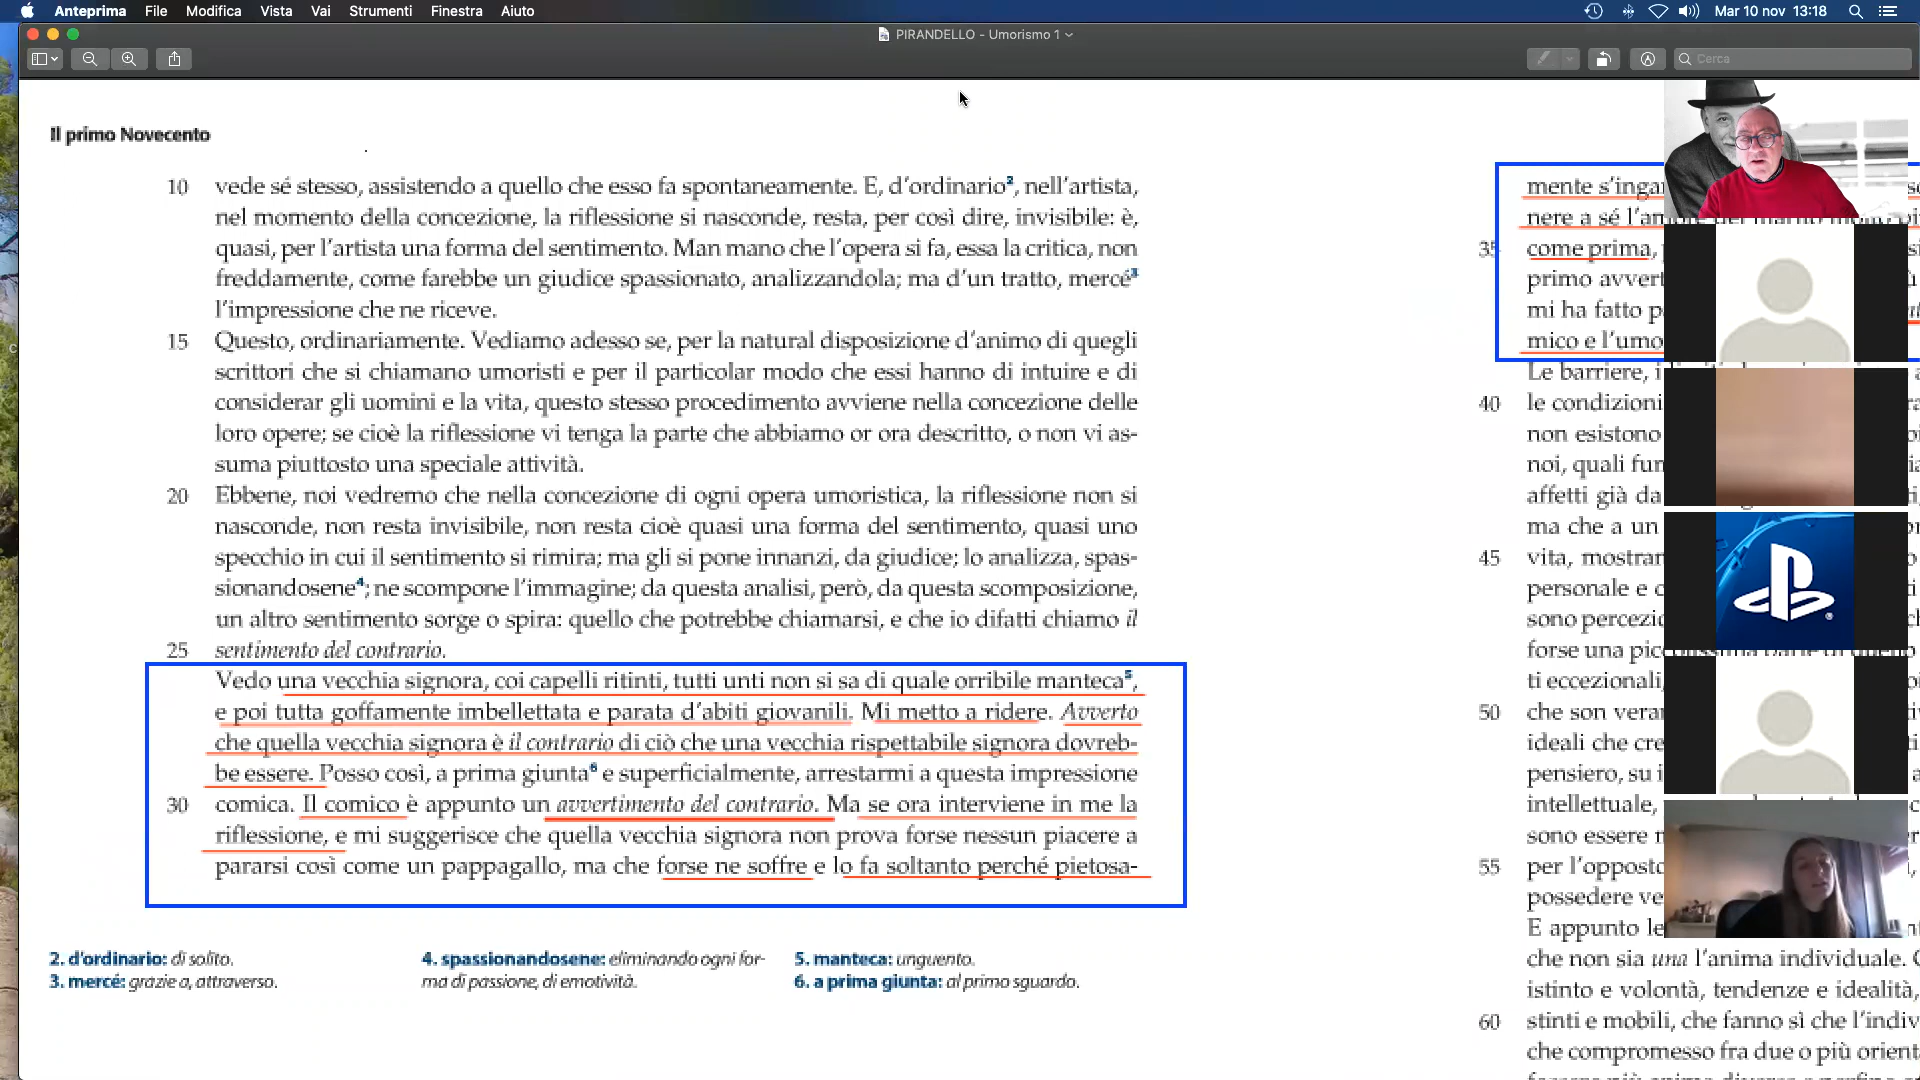 Anteprima File Modifica Vista Vai Strumenti Finestra Aiuto Mar 10 nov 13:18
PIRANDELLO - Umorismo 1
Cerca
Il primo Novecento
10 vede sé stesso, assistendo a quello che esso fa spontaneamente. E, d'ordinario², nell'artista,
nel momento della concezione, la riflessione si nasconde, resta, per così dire, invisibile: è,
quasi, per l'artista una forma del sentimento. Man mano che l'opera si fa, essa la critica, non
freddamente, come farebbe un giudice spassionato, analizzandola; ma d'un tratto, mercé³
l'impressione che ne riceve.
15 Questo, ordinariamente. Vediamo adesso se, per la natural disposizione d'animo di quegli
scrittori che si chiamano umoristi e per il particolar modo che essi hanno di intuire e di
considerar gli uomini e la vita, questo stesso procedimento avviene nella concezione delle
loro opere; se cioè la riflessione vi tenga la parte che abbiamo or ora descritto, o non vi as-
suma piuttosto una speciale attività.
20 Ebbene, noi vedremo che nella concezione di ogni opera umoristica, la riflessione non si
nasconde, non resta invisibile, non resta cioè quasi una forma del sentimento, quasi uno
specchio in cui il sentimento si rimira; ma gli si pone innanzi, da giudice; lo analizza, spas-
sionandosene⁴; ne scompone l'immagine; da questa analisi, però, da questa scomposizione,
un altro sentimento sorge o spira: quello che potrebbe chiamarsi, e che io difatti chiamo il
25 sentimento del contrario.
Vedo una vecchia signora, coi capelli ritinti, tutti unti non si sa di quale orribile manteca⁵,
e poi tutta goffamente imbellettata e parata d'abiti giovanili. Mi metto a ridere. Avverto
che quella vecchia signora è il contrario di ciò che una vecchia rispettabile signora dovreb-
be essere. Posso così, a prima giunta⁶ e superficialmente, arrestarmi a questa impressione
30 comica. Il comico è appunto un avvertimento del contrario. Ma se ora interviene in me la
riflessione, e mi suggerisce che quella vecchia signora non prova forse nessun piacere a
pararsi così come un pappagallo, ma che forse ne soffre e lo fa soltanto perché pietosa-
2. d'ordinario: di solito.
3. mercé: grazie a, attraverso.
4. spassionandosene: eliminando ogni for-
ma di passione, di emotività.
5. manteca: unguento.
6. a prima giunta: al primo sguardo.
mente s'ingan
nere a sé l'am
35 come prima,
primo avvert
mi ha fatto p
mico e l'umo
Le barriere, i
40 le condizioni
non esistono
noi, quali fur
affetti già da
ma che a un
45 vita, mostran
personale e c
sono percezio
forse una pic
ti eccezionali,
50 che son verar
ideali che cre
pensiero, su i
intellettuale,
sono essere n
55 per l'opposto
possedere ve
E appunto le
che non sia una l'anima individuale.
istinto e volontà, tendenze e idealità,
60 stinti e mobili, che fanno sì che l'indiv
che compromesso fra due o più orient